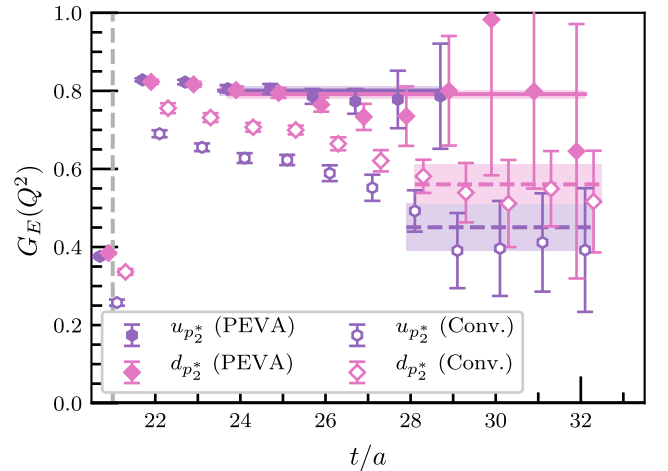 1.0
0.8
0.6
0.4
0.2
0.0
G_E(Q^2)
u_{p_2^*} (PEVA)
u_{p_2^*} (Conv.)
d_{p_2^*} (PEVA)
d_{p_2^*} (Conv.)
22 24 26 28 30 32
t/a